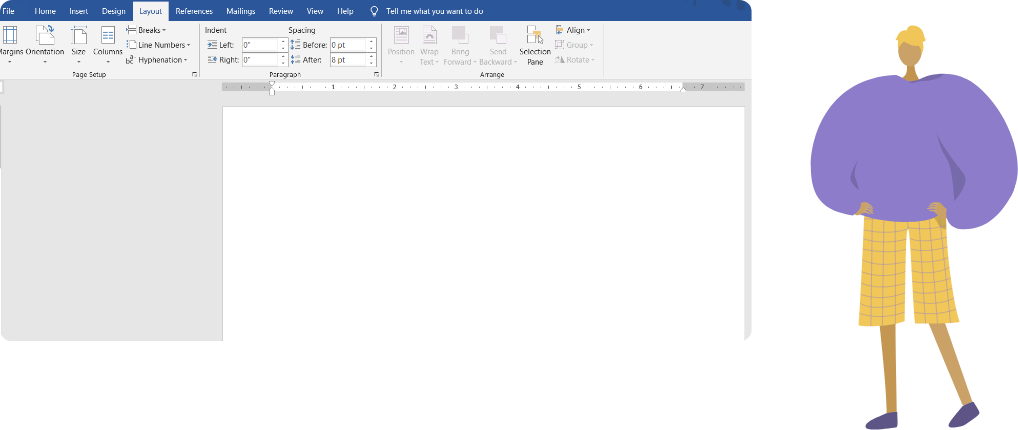 File Home Insert Design Layout References Mailings Review View Help Tell me what you want to do
Indent Spacing
Breaks
Margins Orientation Size Columns
Line Numbers
Hyphenation
Left: 0"
Right: 0"
Before: 0 pt
After: 8 pt
Position Wrap Text Bring Forward Send Backward Selection Pane
Align
Group
Rotate
Page Setup Paragraph Arrange
1 2 3 4 5 6 7